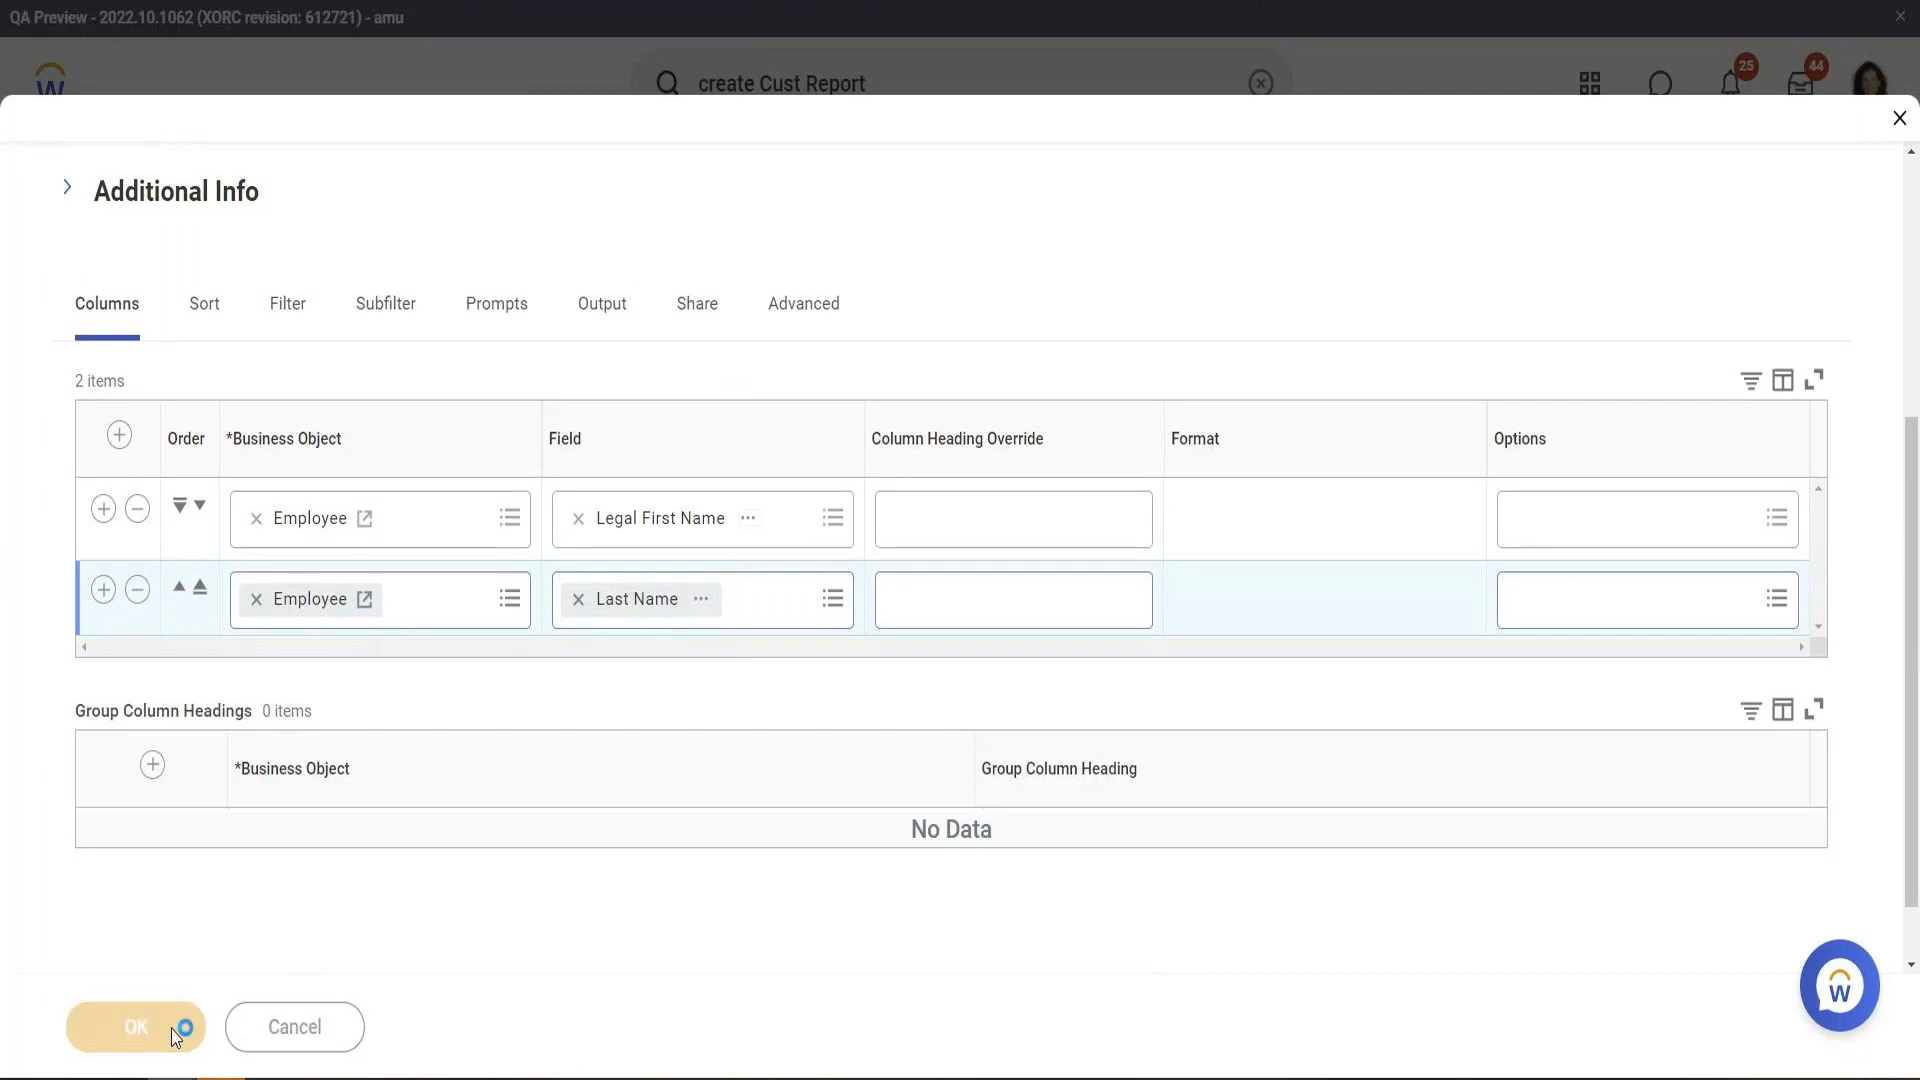 QA Preview - 2022.10.1062 (XORC revision: 612721) - amu
W
create Cust Report
25
44
Additional Info
Columns Sort Filter Subfilter Prompts Output Share Advanced
2 items
Order *Business Object Field Column Heading Override Format Options
Employee Legal First Name
Employee Last Name
Group Column Headings 0 items
*Business Object Group Column Heading
No Data
W
OK Cancel